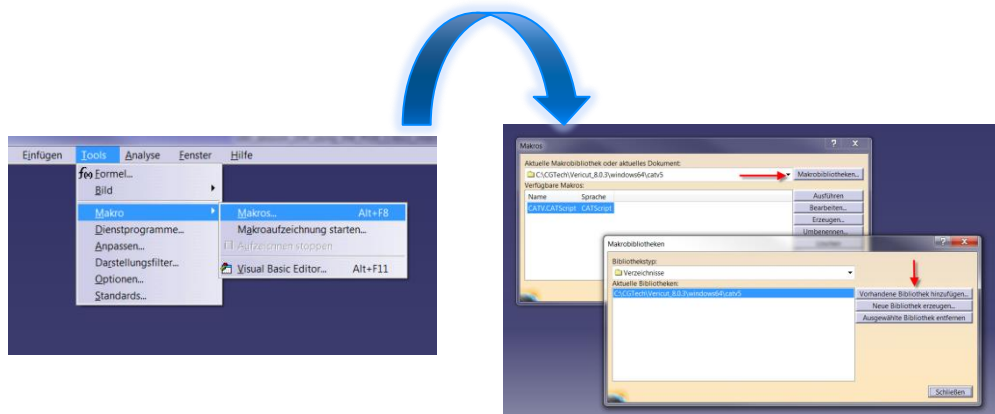 Einfügen Tools Analyse Fenster Hilfe
f(x) Formel...
Bild
Makro
Dienstprogramme...
Anpassen...
Darstellungsfilter...
Optionen...
Standards...
Makros... Alt+F8
Makroaufzeichnung starten...
Aufzeichnen stoppen
Visual Basic Editor... Alt+F11
Makros
Aktuelle Makrobibliothek oder aktuelles Dokument:
C:\CGTech\Vericut_8.0.3\windows64\catv5 Makrobibliotheken...
Verfügbare Makros:
Name Sprache
CATV.CATScript CATScript
Ausführen
Bearbeiten...
Erzeugen...
Umbenennen...
Makrobibliotheken
Bibliothekstyp:
Verzeichnisse
Aktuelle Bibliotheken:
C:\CGTech\Vericut_8.0.3\windows64\catv5
Vorhandene Bibliothek hinzufügen...
Neue Bibliothek erzeugen...
Ausgewählte Bibliothek entfernen
Schließen